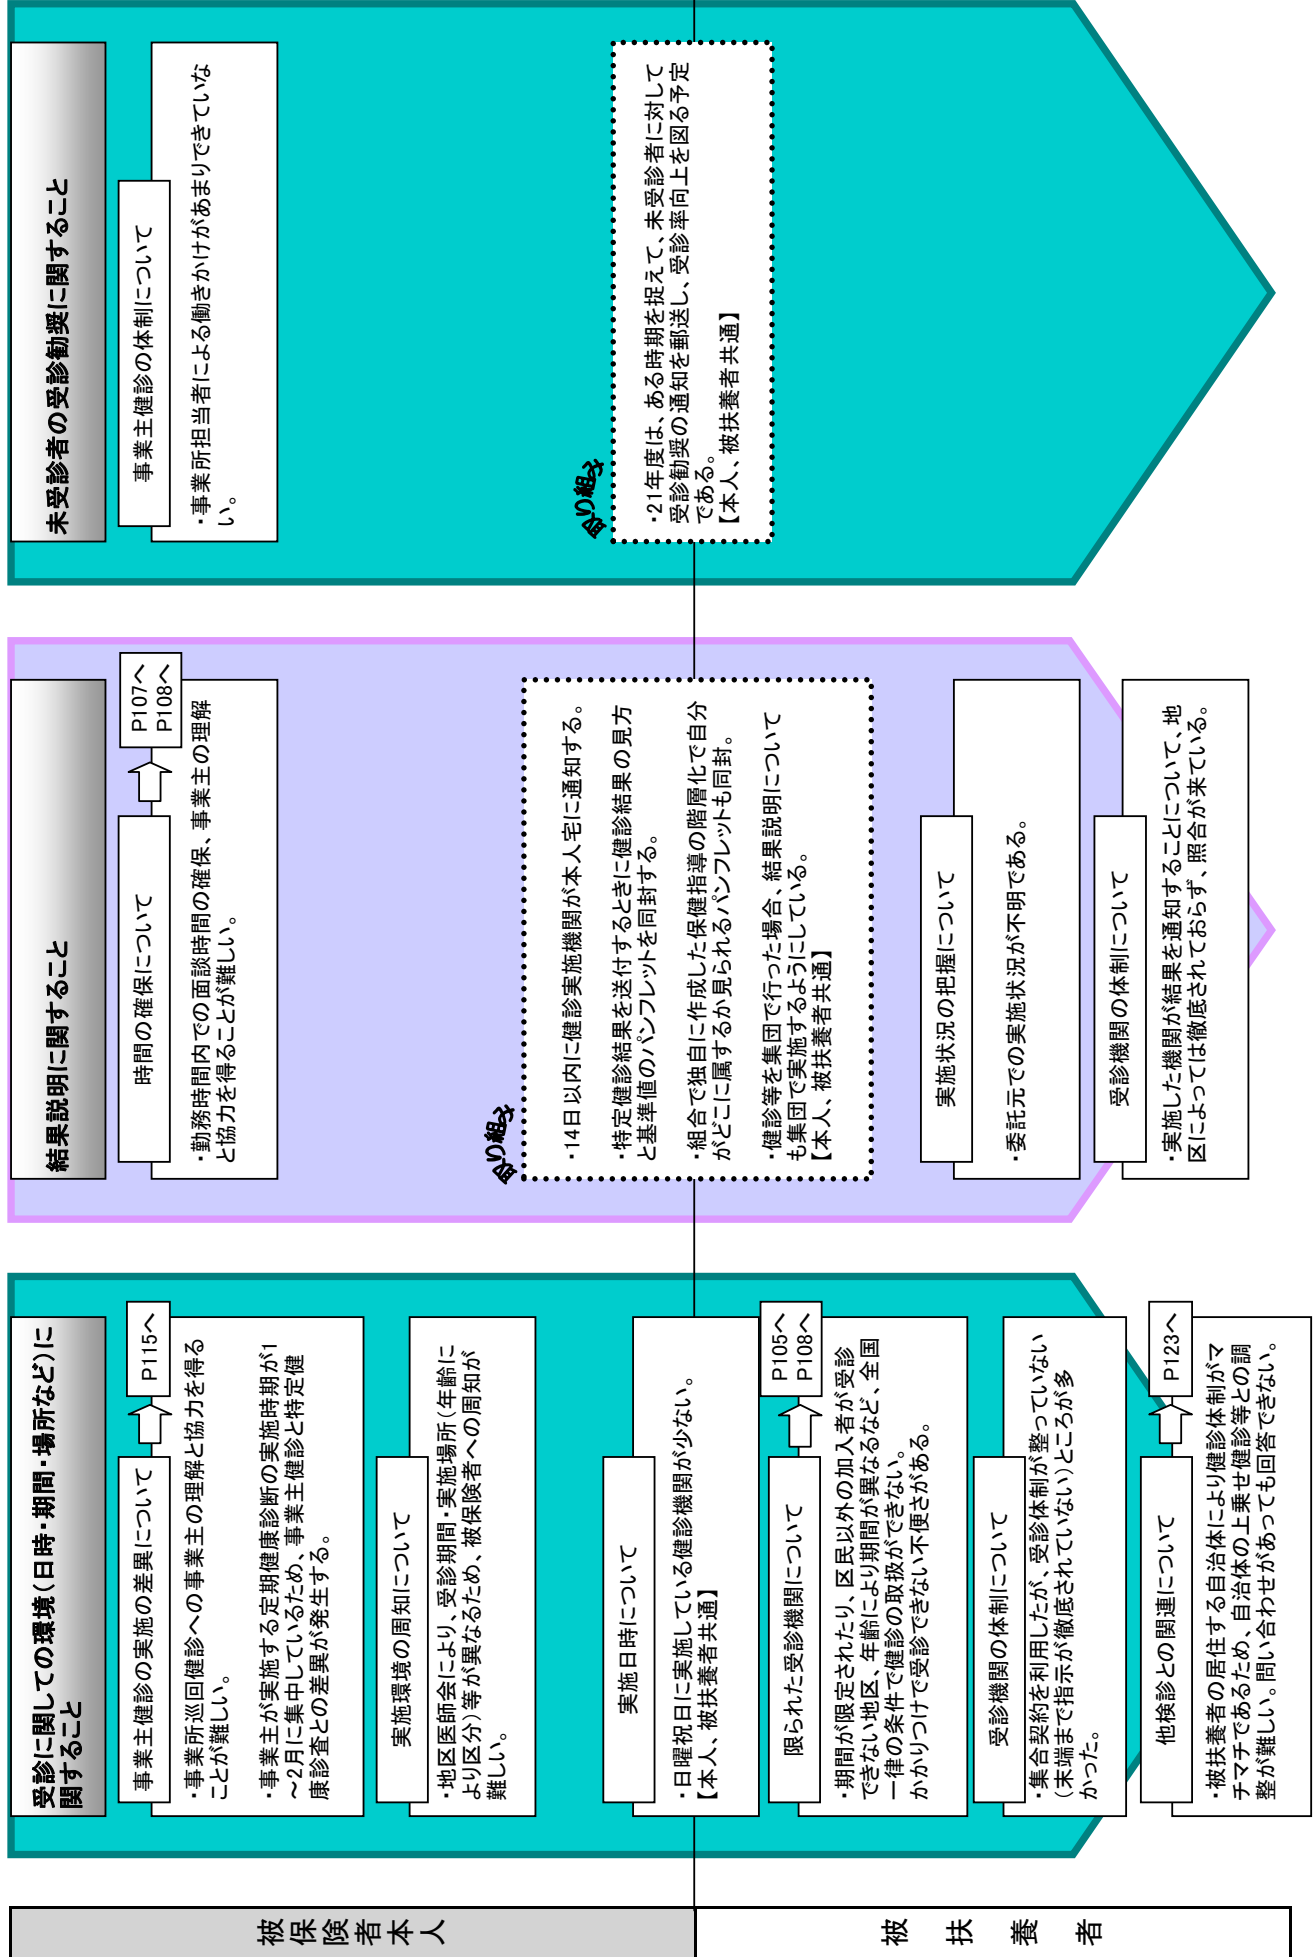 被保険者本人
被扶養者
受診に関しての環境（日時・期間・場所など）に
関すること
事業主健診の実施の差異について
P115へ
・事業所巡回健診への事業主の理解と協力を得る
ことが難しい。
・事業主が実施する定期健康診断の実施時期が1
～2月に集中しているため、事業主健診と特定健
康診査との差異が発生する。
実施環境の周知について
・地区医師会により、受診期間・実施場所（年齢に
より区分）等が異なるため、被保険者への周知が
難しい。
実施日時について
・日曜祝日に実施している健診機関が少ない。
【本人、被扶養者共通】
限られた受診機関について
P105へ
P108へ
・期間が限定されたり、区民以外の加入者が受診
できない地区、年齢により期間が異なるなど、全国
一律の条件で健診の取扱ができない。
かかりつけで受診できない不便さがある。
受診機関の体制について
・集合契約を利用したが、受診体制が整っていない
（末端まで指示が徹底されていない）ところが多
かった。
他検診との関連について
P123へ
・被扶養者の居住する自治体により健診体制がマ
チマチであるため、自治体の上乗せ健診等との調
整が難しい。問い合わせがあっても回答できない。
結果説明に関すること
時間の確保について
P107へ
P108へ
・勤務時間内での面談時間の確保、事業主の理解
と協力を得ることが難しい。
取り組み
・14日以内に健診実施機関が本人宅に通知する。
・特定健診結果を送付するときに健診結果の見方
と基準値のパンフレットを同封する。
・組合で独自に作成した保健指導の階層化で自分
がどこに属するか見られるパンフレットも同封。
・健診等を集団で行った場合、結果説明について
も集団で実施するようにしている。
【本人、被扶養者共通】
実施状況の把握について
・委託元での実施状況が不明である。
受診機関の体制について
・実施した機関が結果を通知することについて、地
区によっては徹底されておらず、照合が来ている。
未受診者の受診勧奨に関すること
事業主健診の体制について
・事業所担当者による働きかけがあまりできていな
い。
取り組み
・21年度は、ある時期を捉えて、未受診者に対して
受診勧奨の通知を郵送し、受診率向上を図る予定
である。
【本人、被扶養者共通】